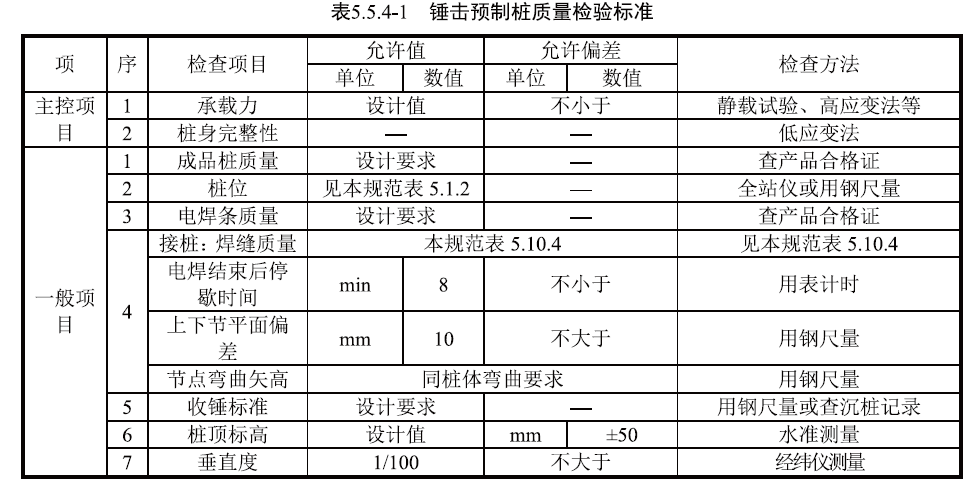 表5.5.4-1 锤击预制桩质量检验标准
项 序 检查项目 允许值 允许偏差 检查方法
单位 数值 单位 数值
主控项目 1 承载力 设计值 不小于 静载试验、高应变法等
2 桩身完整性 — — 低应变法
一般项目 1 成品桩质量 设计要求 — 查产品合格证
2 桩位 见本规范表 5.1.2 — 全站仪或用钢尺量
3 电焊条质量 设计要求 — 查产品合格证
4 接桩：焊缝质量 本规范表 5.10.4 见本规范表 5.10.4
电焊结束后停歇时间 min 8 不小于 用表计时
上下节平面偏差 mm 10 不大于 用钢尺量
节点弯曲矢高 同桩体弯曲要求 用钢尺量
5 收锤标准 设计要求 — 用钢尺量或查沉桩记录
6 桩顶标高 设计值 mm ±50 水准测量
7 垂直度 1/100 不大于 经纬仪测量